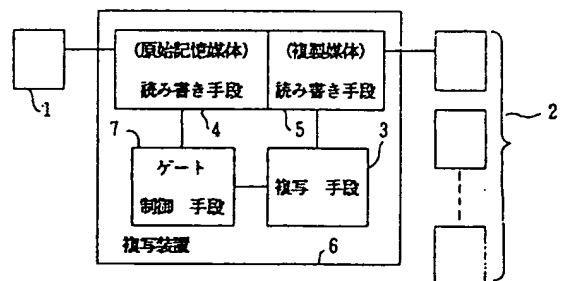 (原始記憶媒体)
読み書き手段
(複製媒体)
読み書き手段
1
4
5
2
7
3
ゲート
制御 手段
複写 手段
複写装置
6